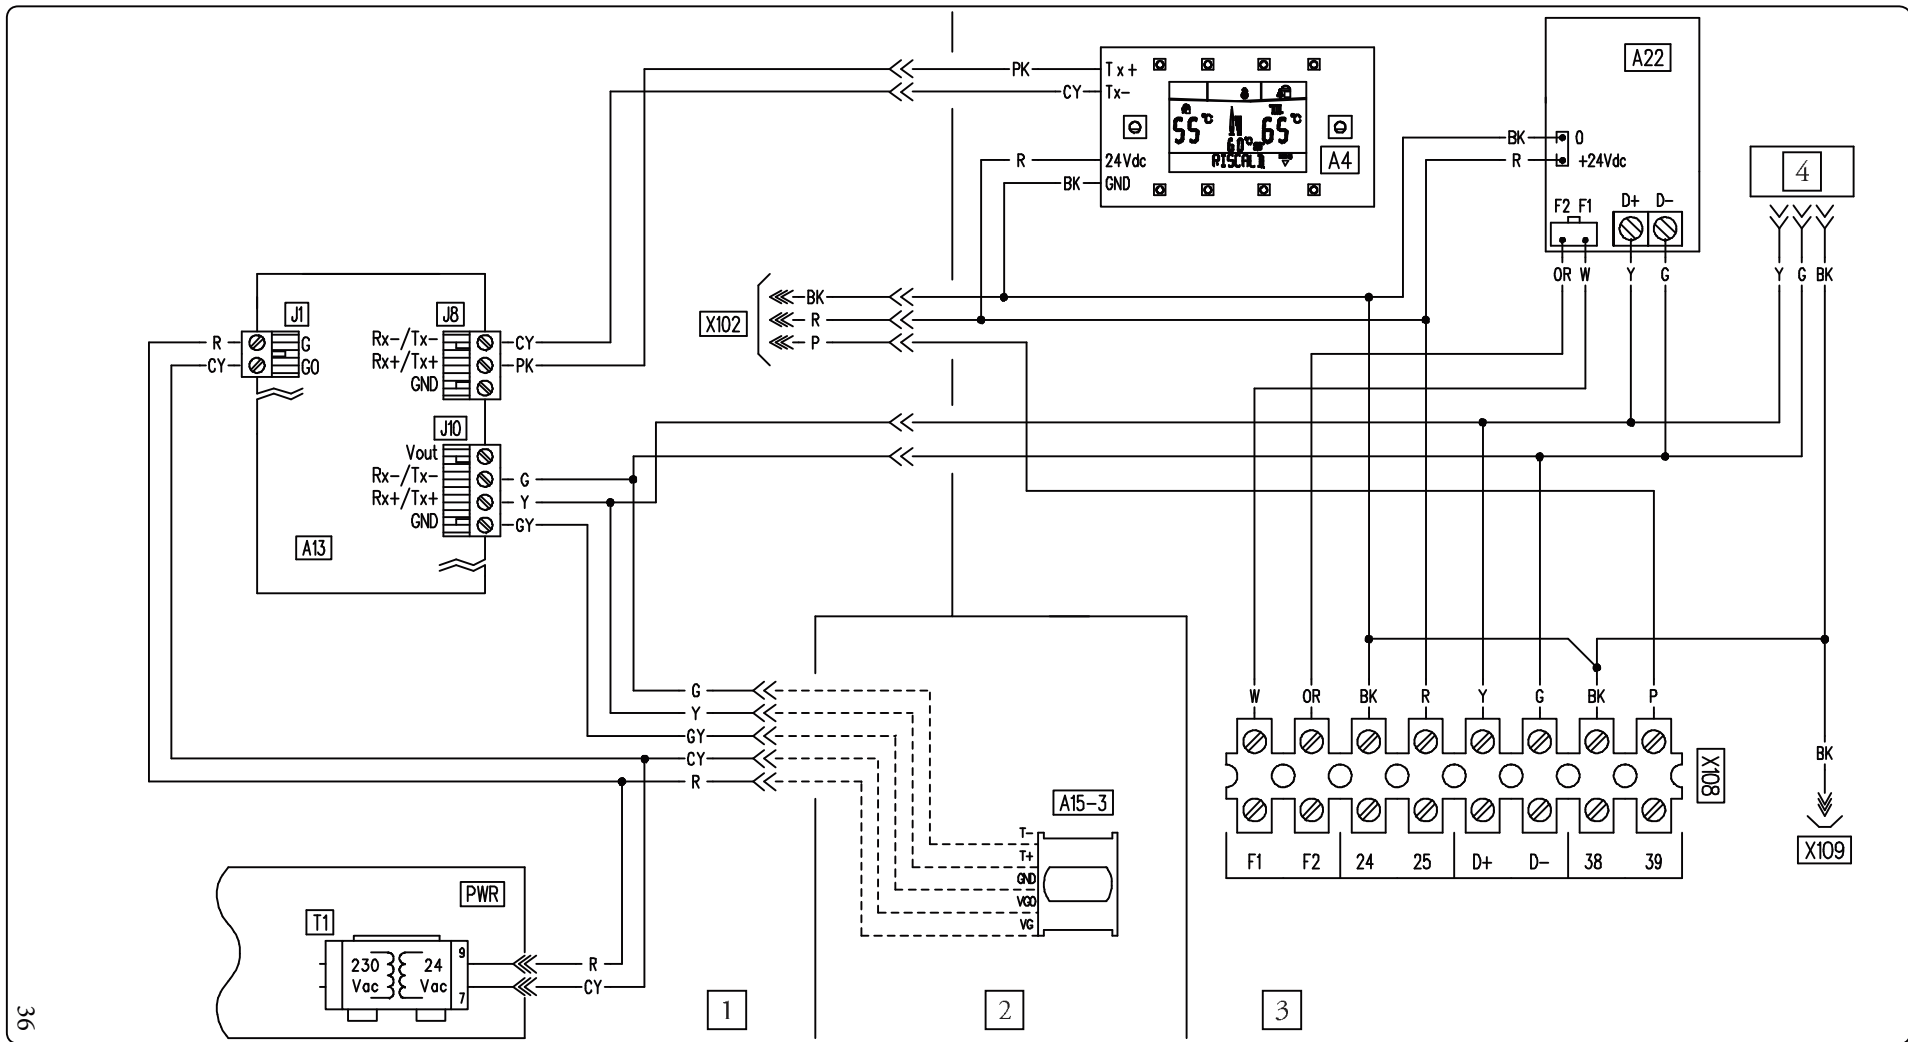 PK
Tx+
CY
Tx-
R
24Vdc
BK
GND
55°C
65°C
60°C
A4
A22
BK
0
R
+24Vdc
F2 F1
D+ D-
OR W Y G
4
Y G BK
X102
BK
R
P
J1
R
G
CY
G0
J8
Rx-/Tx-
CY
Rx+/Tx+
PK
GND
J10
Vout
Rx-/Tx-
G
Rx+/Tx+
Y
GND
GY
A13
G
Y
GY
CY
R
A15-3
T-
T+
GND
VG0
VG
W OR BK R Y G BK P
X108
F1 F2 24 25 D+ D- 38 39
BK
X109
PWR
T1
230 Vac
24 Vac
9
7
R
CY
1
2
3
36